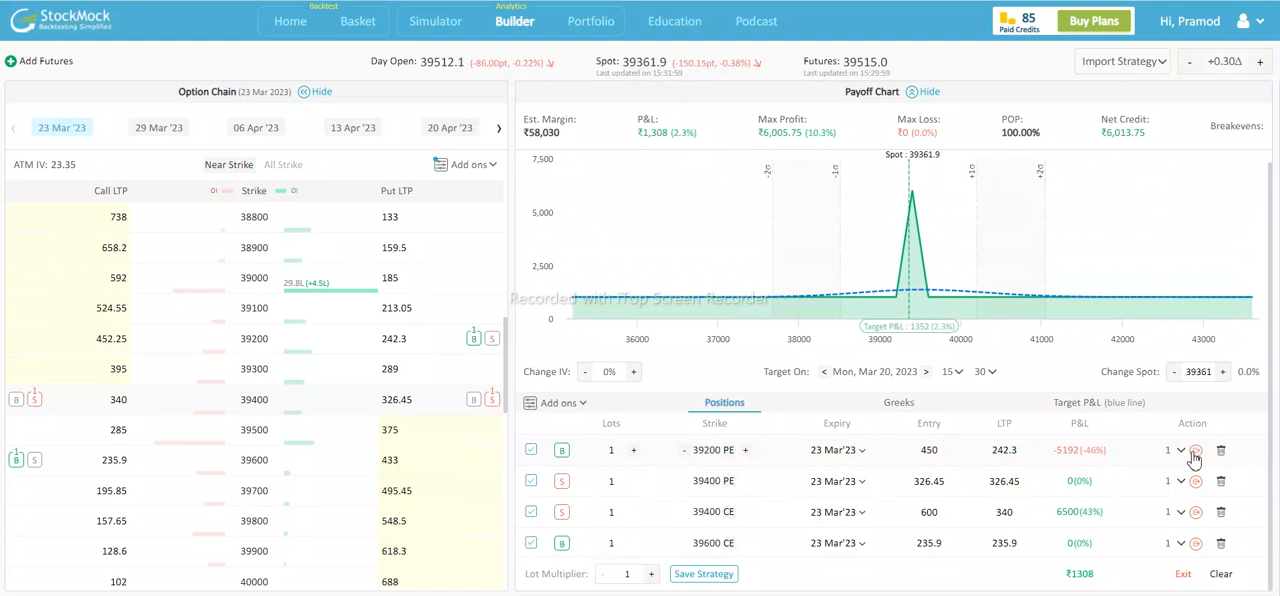 StockMock
Backtesting Simplified
Backtest
Home Basket
Analytics
Simulator Builder Portfolio
Education Podcast
85
Paid Credits
Buy Plans
Hi, Pramod
Add Futures
Day Open: 39512.1 (-86.00pt, -0.22%)
Spot: 39361.9 (-150.15pt, -0.38%)
Last updated on 15:31:59
Futures: 39515.0
Last updated on 15:29:59
Import Strategy
- +0.30Δ +
Option Chain (23 Mar 2023) Hide
23 Mar '23 29 Mar '23 06 Apr '23 13 Apr '23 20 Apr '23
ATM IV: 23.35 Near Strike All Strike Add ons
Call LTP OI Strike OI Put LTP
738 38800 133
658.2 38900 159.5
592 39000 29.8L (+4.5L) 185
524.55 39100 213.05
452.25 39200 242.3 1 B S
395 39300 289
B 1 S 340 39400 326.45 B 1 S
285 39500 375
1 B S 235.9 39600 433
195.85 39700 495.45
157.65 39800 548.5
128.6 39900 618.3
102 40000 688
Payoff Chart Hide
Est. Margin: P&L: Max Profit: Max Loss: POP: Net Credit: Breakevens:
₹58,030 ₹1,308 (2.3%) ₹6,005.75 (10.3%) ₹0 (0.0%) 100.00% ₹6,013.75
Spot : 39361.9
7,500
-2σ -1σ +1σ +2σ
5,000
2,500
Recorded with iTop Screen Recorder
0
Target P&L : 1352 (2.3%)
36000 37000 38000 39000 40000 41000 42000 43000
Change IV: - 0% + Target On: < Mon, Mar 20, 2023 > 15 30 Change Spot: - 39361 + 0.0%
Add ons Positions Greeks Target P&L (blue line)
Lots Strike Expiry Entry LTP P&L Action
B 1 + - 39200 PE + 23 Mar'23 450 242.3 -5192(-46%) 1
S 1 39400 PE 23 Mar'23 326.45 326.45 0(0%) 1
S 1 39400 CE 23 Mar'23 600 340 6500(43%) 1
B 1 39600 CE 23 Mar'23 235.9 235.9 0(0%) 1
Lot Multiplier: - 1 + Save Strategy ₹1308 Exit Clear